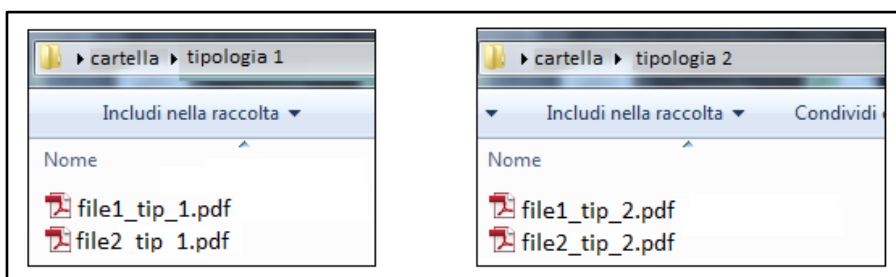 cartella tipologia 1
Includi nella raccolta
Nome
file1_tip_1.pdf
file2 tip 1.pdf
cartella tipologia 2
Includi nella raccolta Condividi
Nome
file1_tip_2.pdf
file2_tip_2.pdf